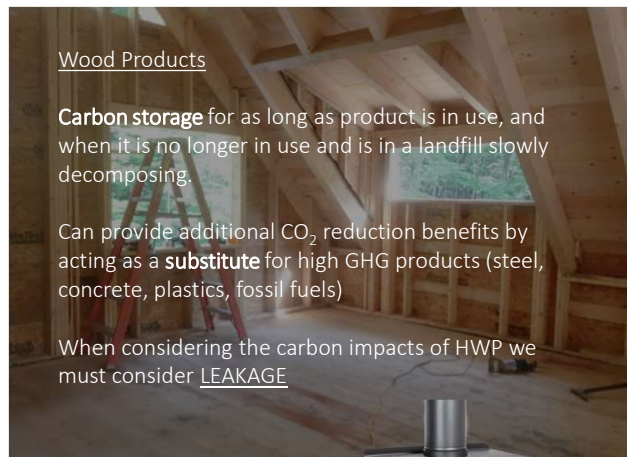 Wood Products
Carbon storage for as long as product is in use, and
when it is no longer in use and is in a landfill slowly
decomposing.
Can provide additional CO₂ reduction benefits by
acting as a substitute for high GHG products (steel,
concrete, plastics, fossil fuels)
When considering the carbon impacts of HWP we
must consider LEAKAGE